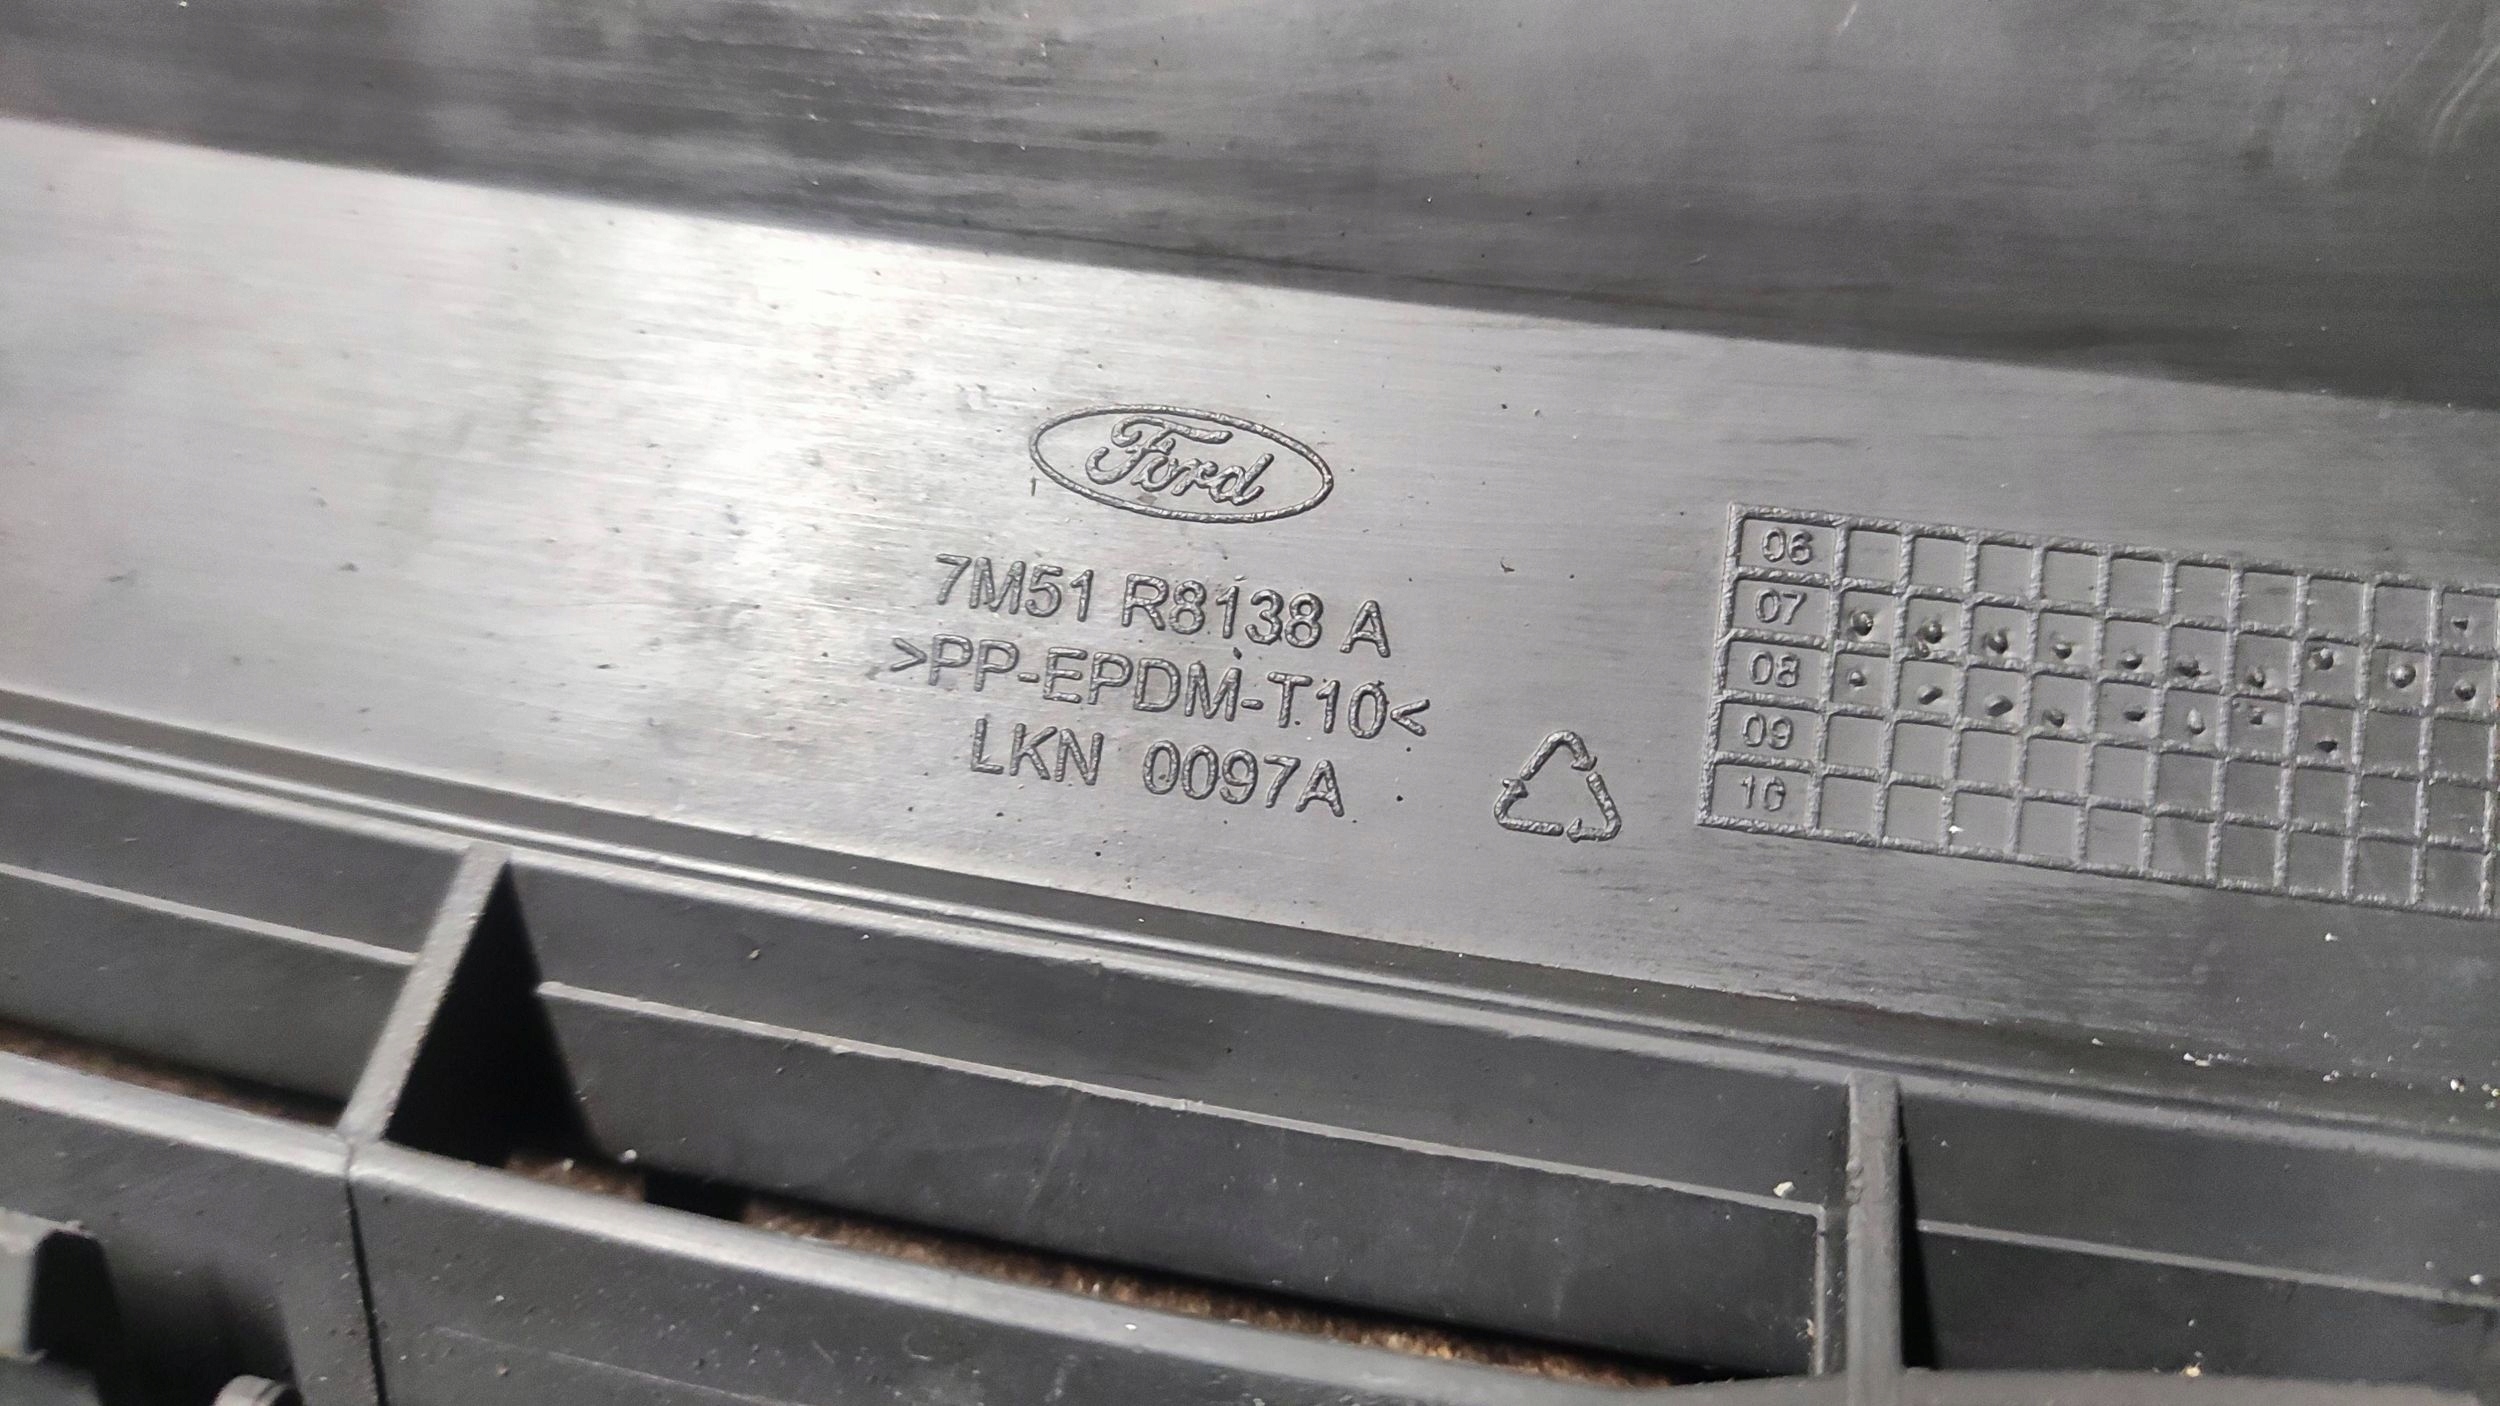 Ford
7M51 R8138 A
>PP-EPDM-T10<
LKN 0097A
06
07
08
09
10